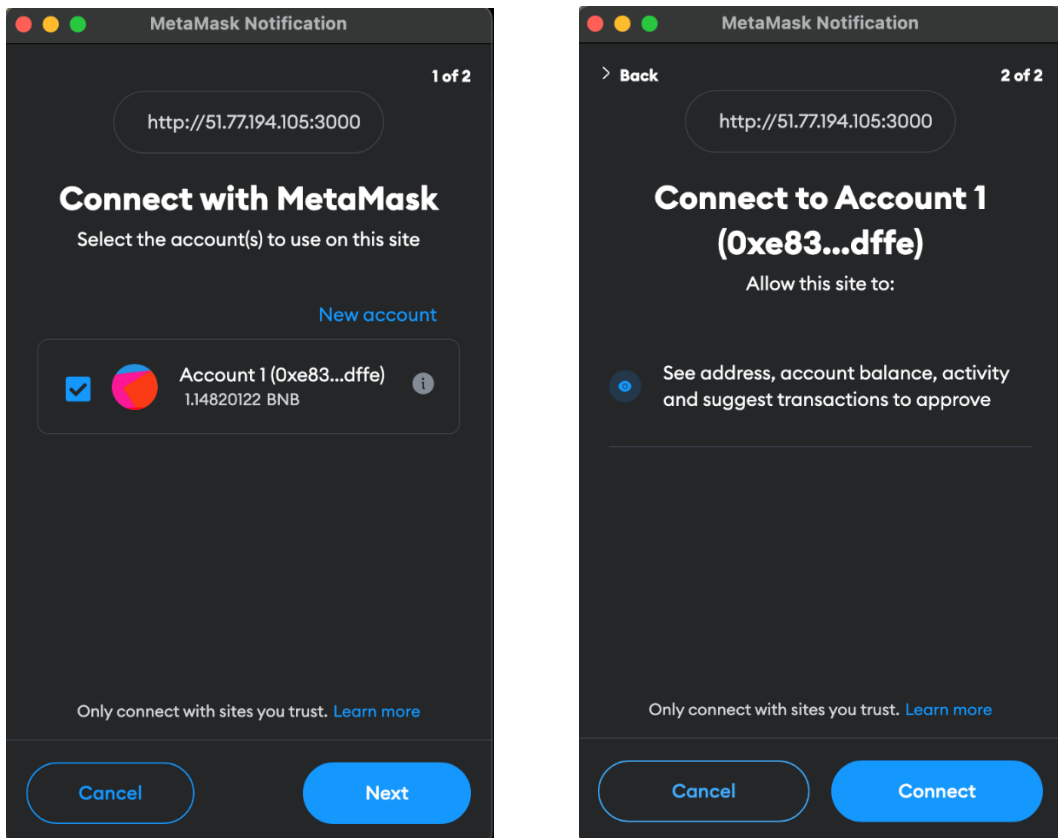 MetaMask Notification
1 of 2
http://51.77.194.105:3000
Connect with MetaMask
Select the account(s) to use on this site
New account
Account 1 (0xe83...dffe)
1.14820122 BNB
Only connect with sites you trust. Learn more
Cancel
Next
MetaMask Notification
> Back
2 of 2
http://51.77.194.105:3000
Connect to Account 1
(0xe83...dffe)
Allow this site to:
See address, account balance, activity
and suggest transactions to approve
Only connect with sites you trust. Learn more
Cancel
Connect